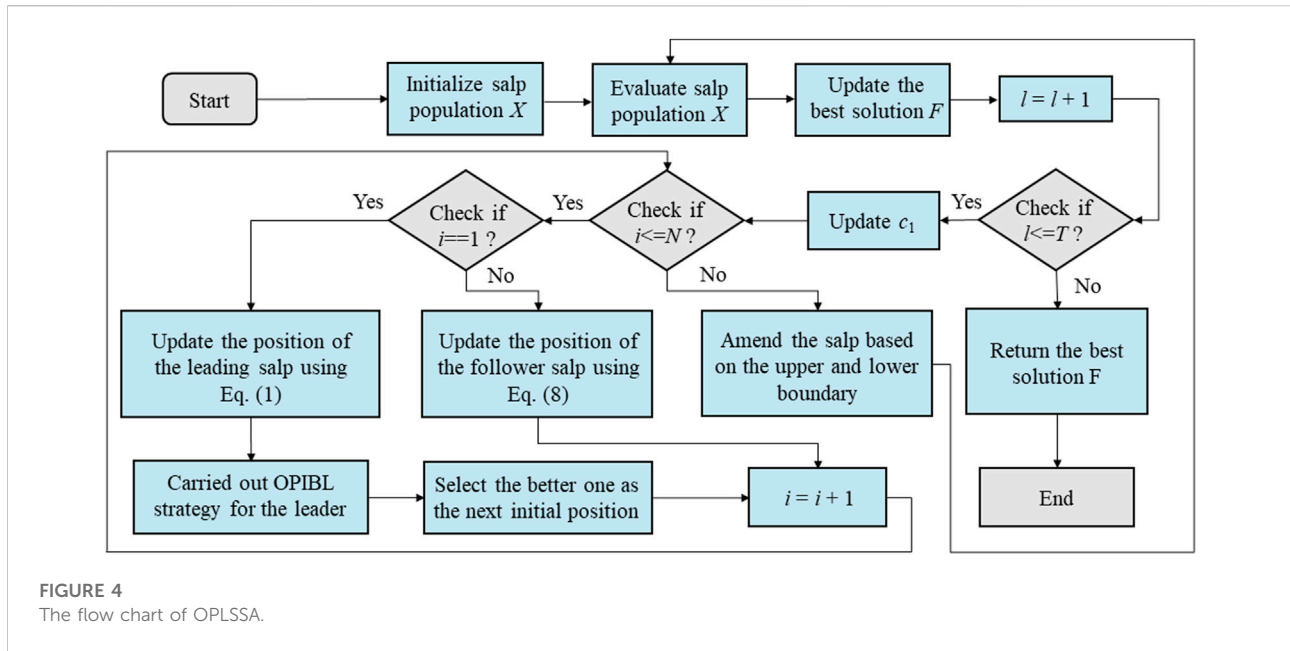 Start
Initialize salp
population X
Evaluate salp
population X
Update the
best solution F
l = l + 1
Check if
l<=T ?
Yes
No
Update c₁
Check if
i<=N ?
Yes
No
Check if
i==1 ?
Yes
No
Update the position of
the leading salp using
Eq. (1)
Update the position of
the follower salp using
Eq. (8)
Amend the salp based
on the upper and lower
boundary
Return the best
solution F
Carried out OPIBL
strategy for the leader
Select the better one as
the next initial position
i = i + 1
End
FIGURE 4
The flow chart of OPLSSA.